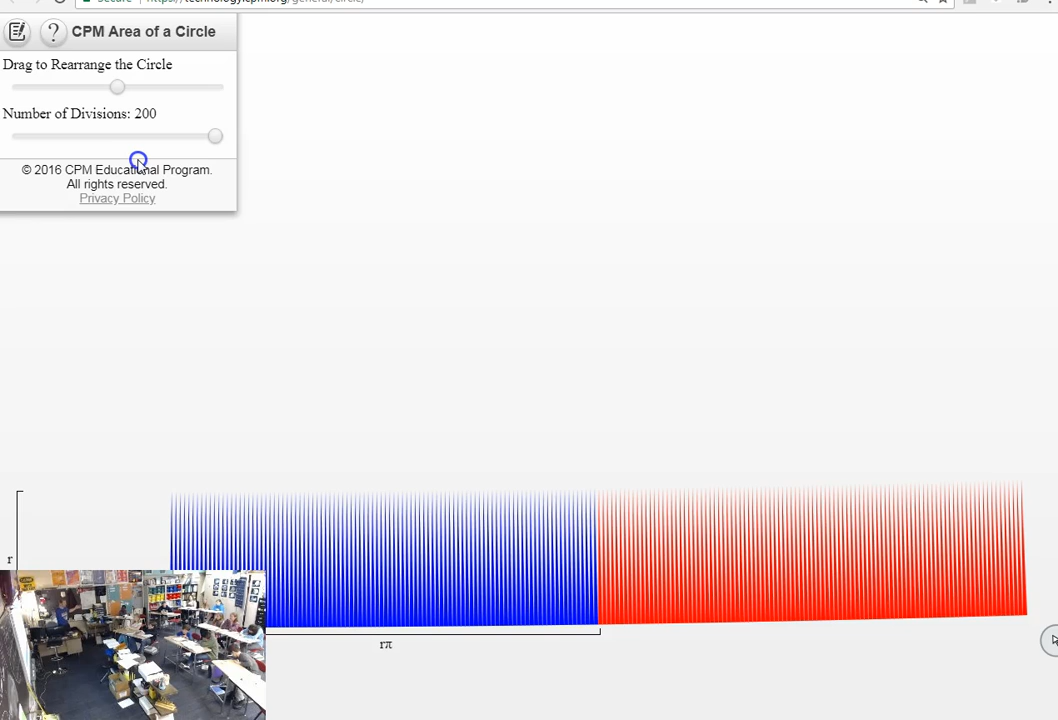 CPM Area of a Circle
Drag to Rearrange the Circle
Number of Divisions: 200
© 2016 CPM Educational Program.
All rights reserved.
Privacy Policy
r
rπ